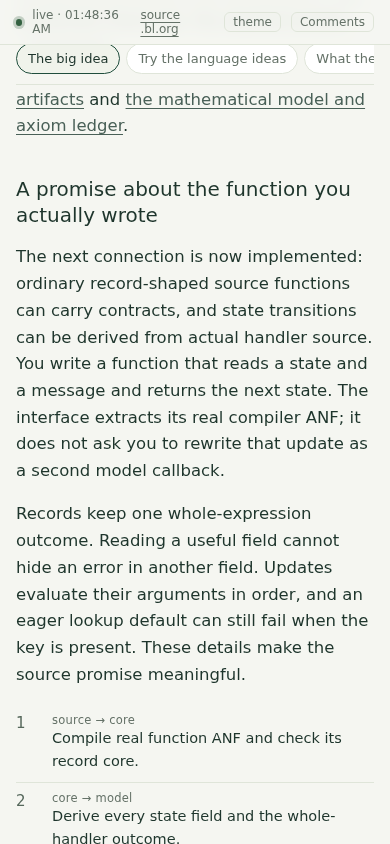 live · 01:48:36
AM
source
.bl.org
theme
Comments
The big idea
Try the language ideas
What the
artifacts and the mathematical model and
axiom ledger.
A promise about the function you
actually wrote
The next connection is now implemented:
ordinary record-shaped source functions
can carry contracts, and state transitions
can be derived from actual handler source.
You write a function that reads a state and
a message and returns the next state. The
interface extracts its real compiler ANF; it
does not ask you to rewrite that update as
a second model callback.
Records keep one whole-expression
outcome. Reading a useful field cannot
hide an error in another field. Updates
evaluate their arguments in order, and an
eager lookup default can still fail when the
key is present. These details make the
source promise meaningful.
1
source → core
Compile real function ANF and check its
record core.
2
core → model
Derive every state field and the whole-
handler outcome.